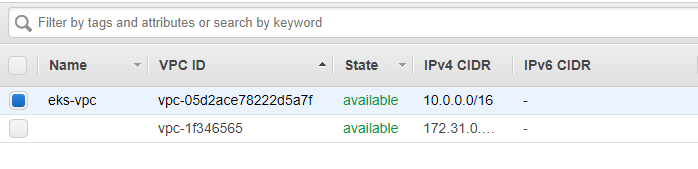 Filter by tags and attributes or search by keyword
Name VPC ID State IPv4 CIDR IPv6 CIDR
eks-vpc vpc-05d2ace78222d5a7f available 10.0.0.0/16 -
vpc-1f346565 available 172.31.0.... -